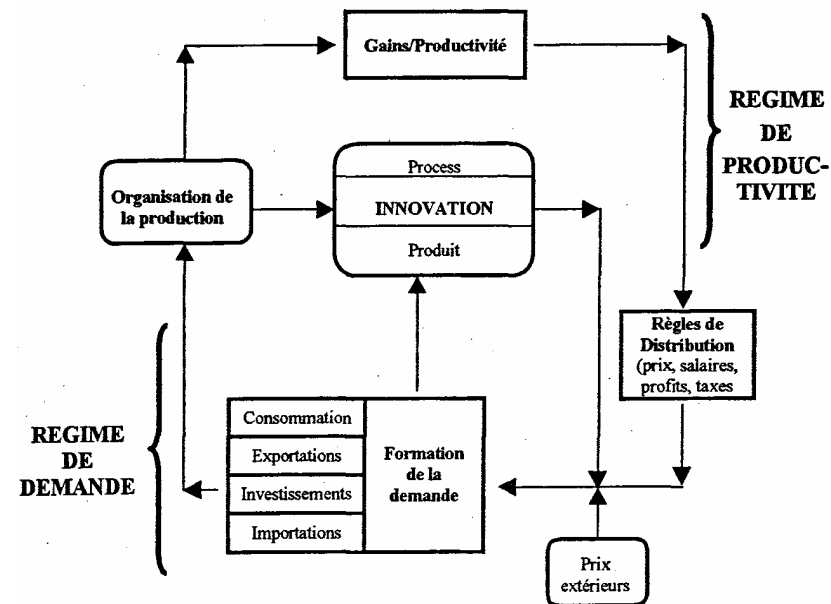 Gains/Productivité
REGIME
DE
PRODUC-
TIVITE
Process
INNOVATION
Produit
Organisation de
la production
Règles de
Distribution
(prix, salaires,
profits, taxes
Consommation
Exportations
Investissements
Importations
Formation
de la
demande
REGIME
DE
DEMANDE
Prix
extérieurs